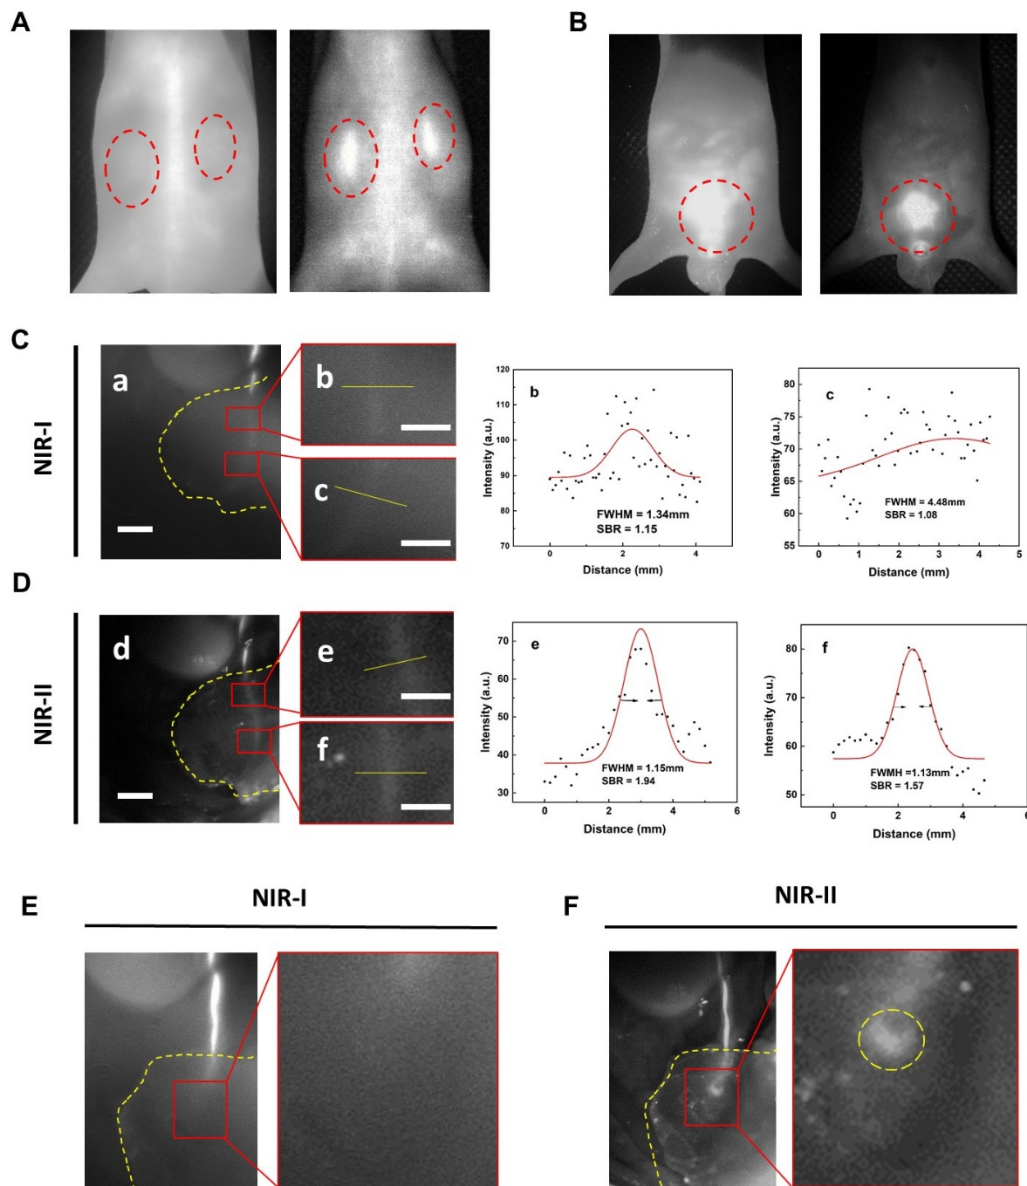 A
B
C
NIR-I
a
b
c
b
Intensity (a.u.)
120
110
100
90
80
70
FWHM = 1.34mm
SBR = 1.15
0
2
4
Distance (mm)
c
Intensity (a.u.)
80
75
70
65
60
55
FWHM = 4.48mm
SBR = 1.08
0
1
2
3
4
5
Distance (mm)
D
NIR-II
d
e
f
e
Intensity (a.u.)
70
60
50
40
30
FWHM = 1.15mm
SBR = 1.94
0
2
4
6
Distance (mm)
f
Intensity (a.u.)
80
70
60
50
FWMH =1.13mm
SBR = 1.57
0
2
4
6
Distance (mm)
E
NIR-I
F
NIR-II